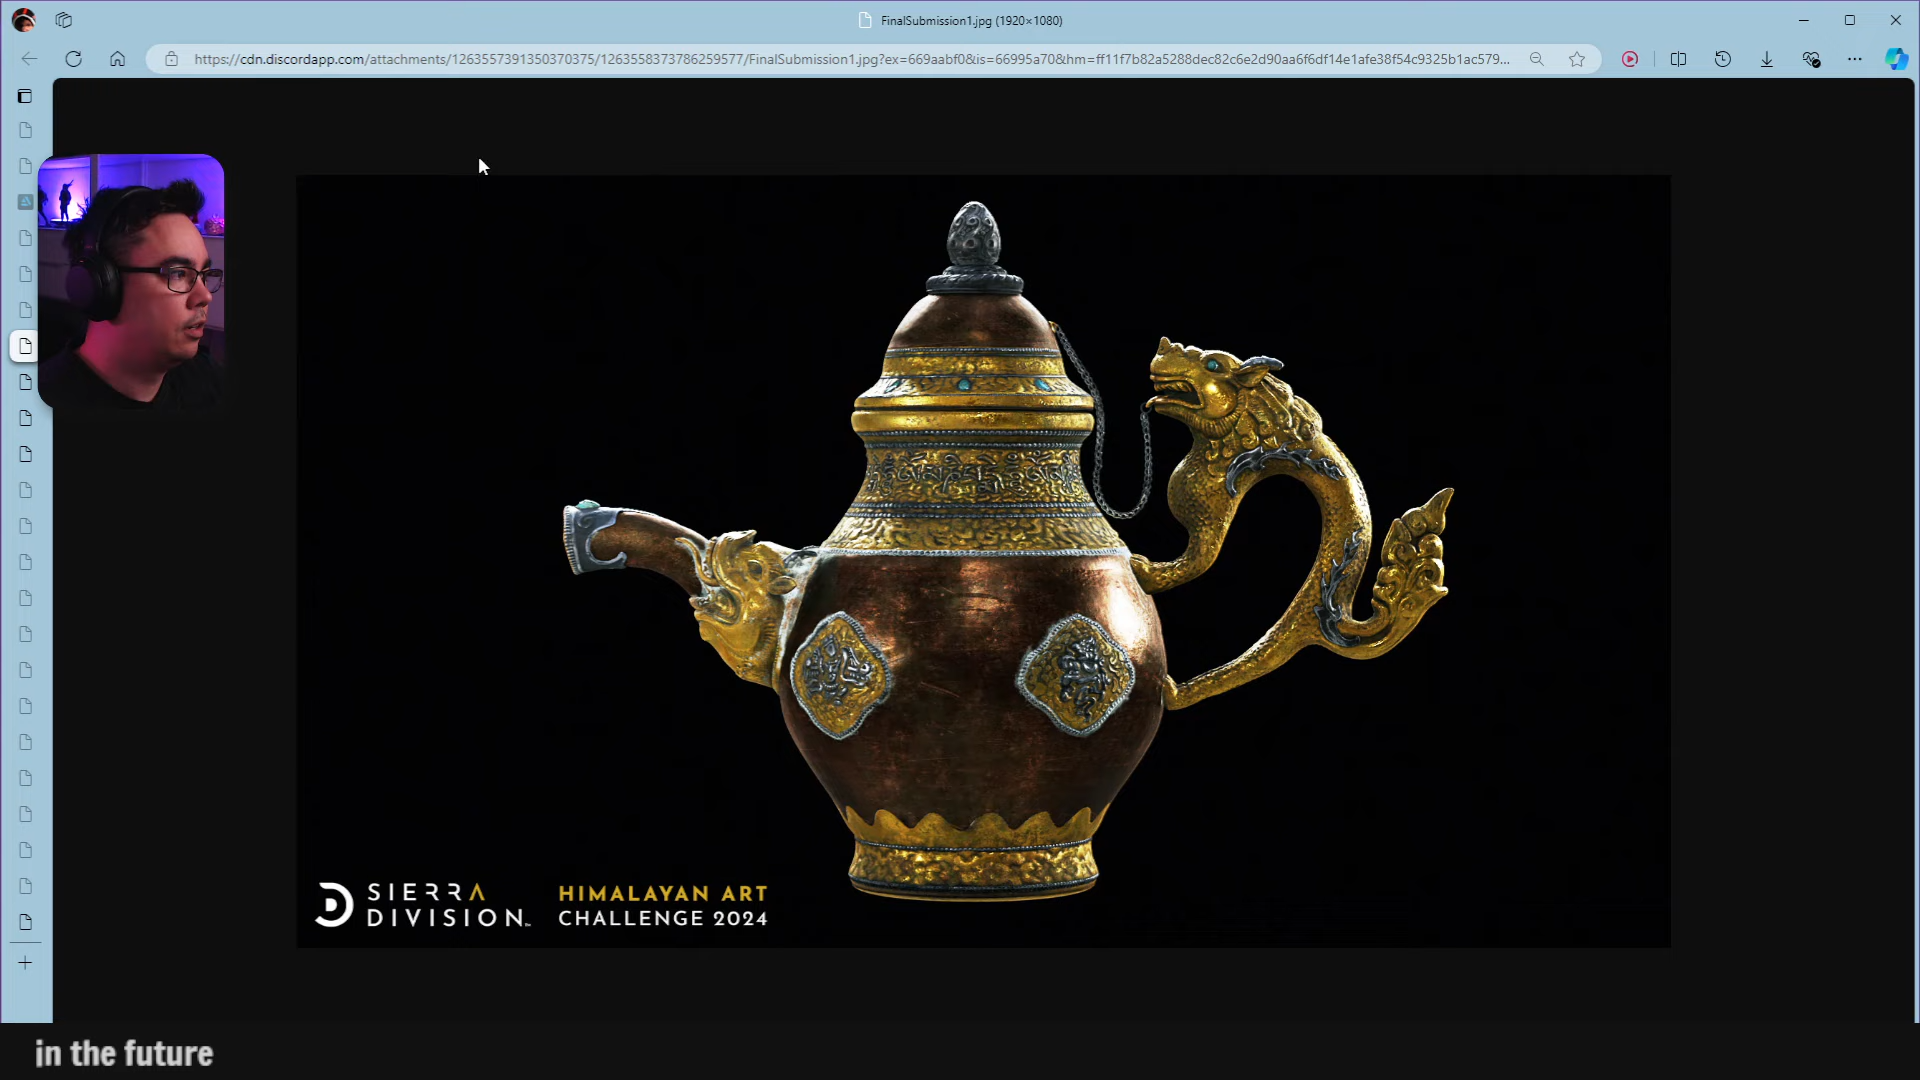 FinalSubmission1.jpg (1920×1080)
https://cdn.discordapp.com/attachments/1263557391350370375/1263558373786259577/FinalSubmission1.jpg?ex=669aabf0&is=66995a70&hm=ff11f7b82a5288dec82c6e2d90aa6f6df14e1afe38f54c9325b1ac579...
SIERRA
DIVISION
HIMALAYAN ART
CHALLENGE 2024
in the future